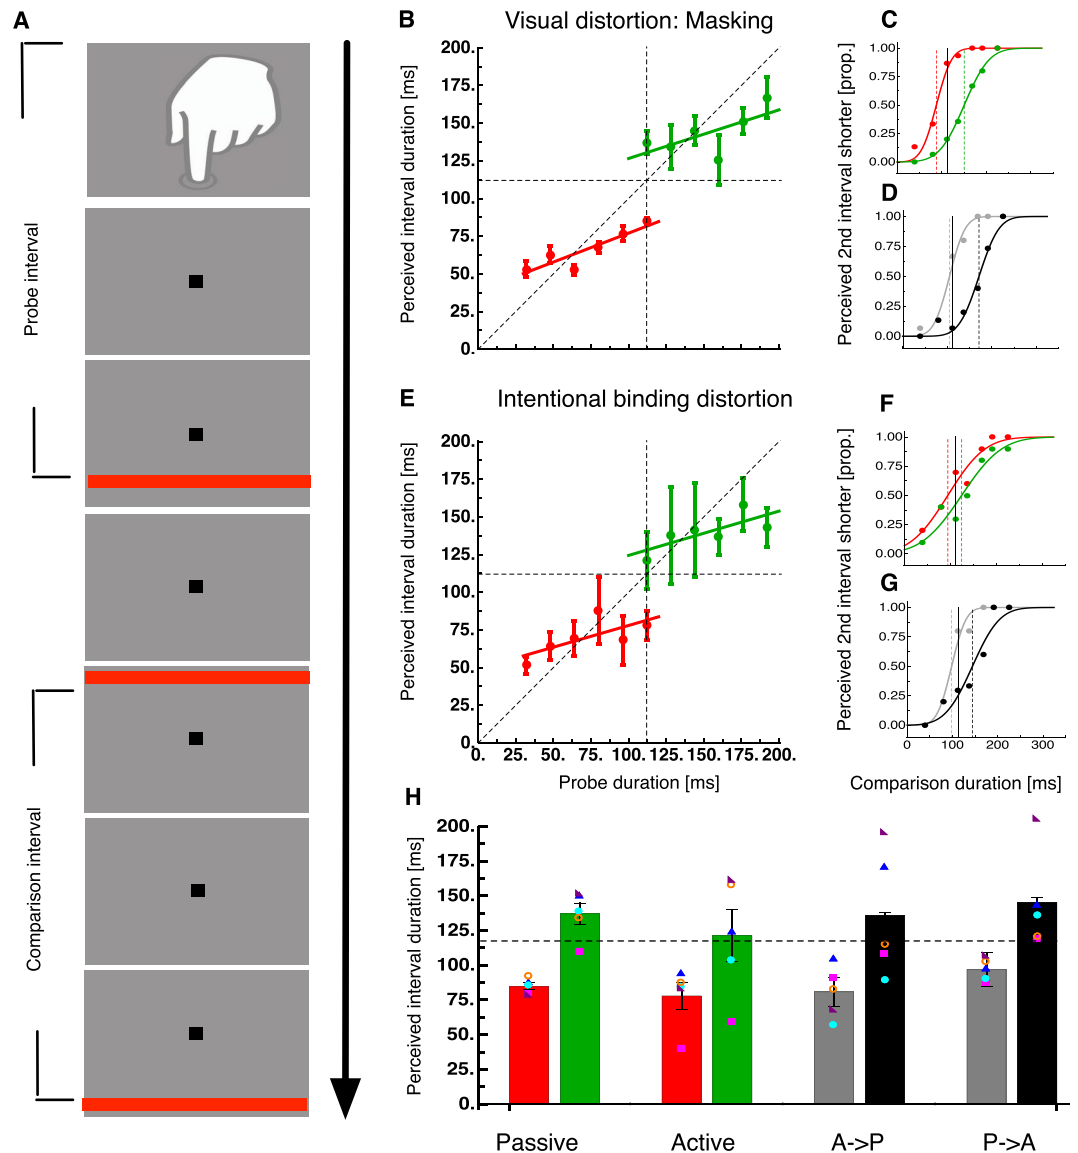 A
Probe interval
Comparison interval
B
Visual distortion: Masking
Perceived interval duration [ms]
200.
175.
150.
125.
100.
75.
50.
25.
0.
C
1.00
0.75
0.50
0.25
0.00
D
1.00
0.75
0.50
0.25
0.00
Perceived 2nd interval shorter [prop.]
E
Intentional binding distortion
Perceived interval duration [ms]
200.
175.
150.
125.
100.
75.
50.
25.
0.
0. 25. 50. 75. 100. 125. 150. 175. 200.
Probe duration [ms]
F
1.00
0.75
0.50
0.25
0.00
G
1.00
0.75
0.50
0.25
0.00
0 100 200 300
Perceived 2nd interval shorter [prop.]
Comparison duration [ms]
H
Perceived interval duration [ms]
200.
175.
150.
125.
100.
75.
50.
25.
0.
Passive Active A->P P->A